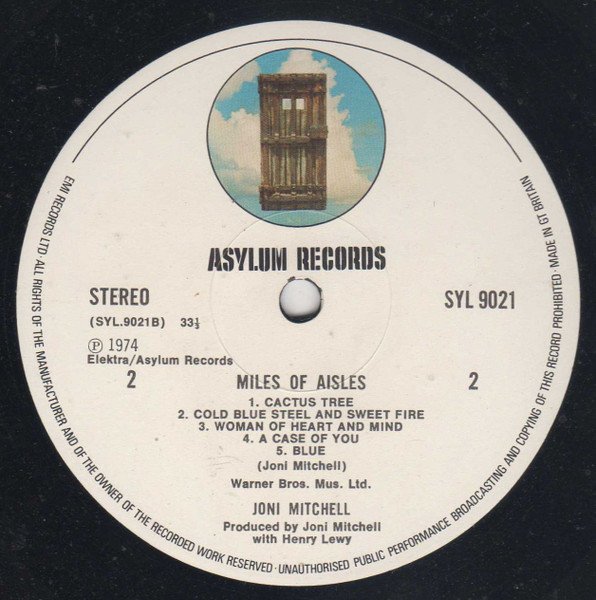 ASYLUM RECORDS
STEREO
SYL 9021
(SYL.9021B) 33⅓
Ⓟ 1974
Elektra/Asylum Records
2
MILES OF AISLES
2
1. CACTUS TREE
2. COLD BLUE STEEL AND SWEET FIRE
3. WOMAN OF HEART AND MIND
4. A CASE OF YOU
5. BLUE
(Joni Mitchell)
Warner Bros. Mus. Ltd.
JONI MITCHELL
Produced by Joni Mitchell
with Henry Lewy
EMI RECORDS LTD ALL RIGHTS OF THE MANUFACTURER AND OF THE OWNER OF THE RECORDED WORK RESERVED · UNAUTHORISED PUBLIC PERFORMANCE BROADCASTING AND COPYING OF THIS RECORD PROHIBITED · MADE IN GT BRITAIN